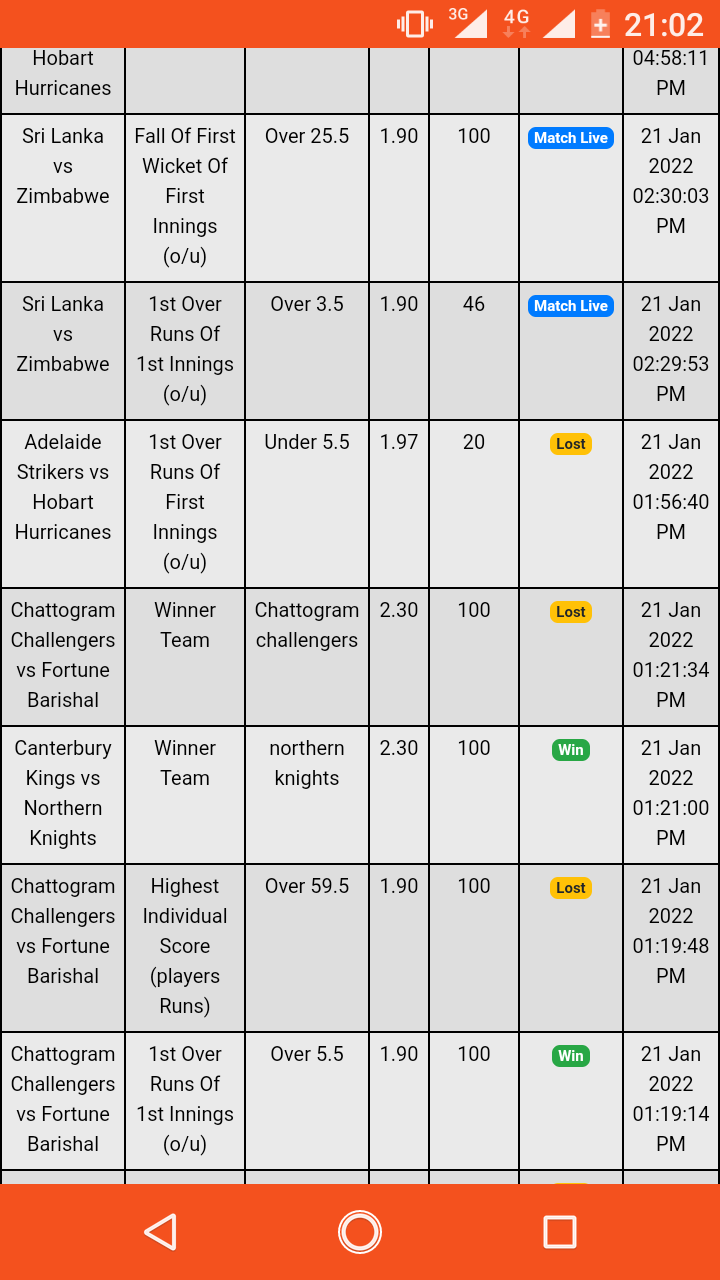 3G 4G 21:02
Hobart
Hurricanes
04:58:11
PM
Sri Lanka
vs
Zimbabwe
Fall Of First
Wicket Of
First
Innings
(o/u)
Over 25.5
1.90
100
Match Live
21 Jan
2022
02:30:03
PM
Sri Lanka
vs
Zimbabwe
1st Over
Runs Of
1st Innings
(o/u)
Over 3.5
1.90
46
Match Live
21 Jan
2022
02:29:53
PM
Adelaide
Strikers vs
Hobart
Hurricanes
1st Over
Runs Of
First
Innings
(o/u)
Under 5.5
1.97
20
Lost
21 Jan
2022
01:56:40
PM
Chattogram
Challengers
vs Fortune
Barishal
Winner
Team
Chattogram
challengers
2.30
100
Lost
21 Jan
2022
01:21:34
PM
Canterbury
Kings vs
Northern
Knights
Winner
Team
northern
knights
2.30
100
Win
21 Jan
2022
01:21:00
PM
Chattogram
Challengers
vs Fortune
Barishal
Highest
Individual
Score
(players
Runs)
Over 59.5
1.90
100
Lost
21 Jan
2022
01:19:48
PM
Chattogram
Challengers
vs Fortune
Barishal
1st Over
Runs Of
1st Innings
(o/u)
Over 5.5
1.90
100
Win
21 Jan
2022
01:19:14
PM